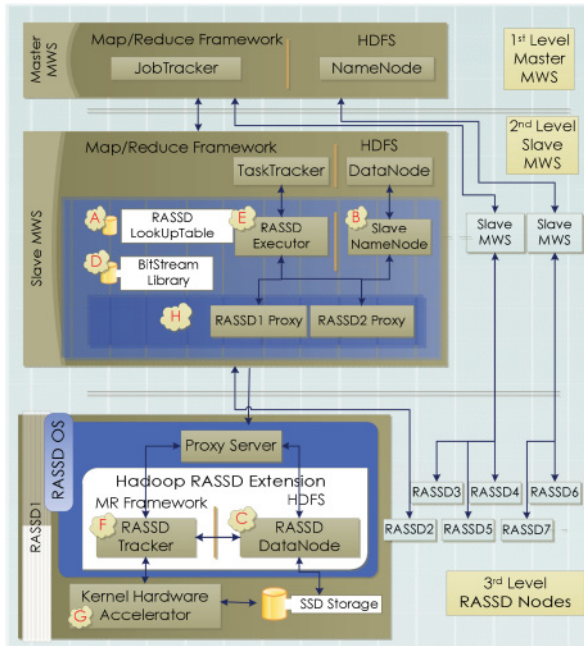 Master MWS
Map/Reduce Framework
HDFS
JobTracker
NameNode
1st Level
Master
MWS
2nd Level
Slave
MWS
Slave MWS
Map/Reduce Framework
HDFS
TaskTracker
DataNode
A
RASSD
LookUpTable
E
RASSD
Executor
B
Slave
NameNode
D
BitStream
Library
H
RASSD1 Proxy
RASSD2 Proxy
Slave
MWS
Slave
MWS
RASSD1
RASSD OS
Proxy Server
Hadoop RASSD Extension
MR Framework
HDFS
F
RASSD
Tracker
C
RASSD
DataNode
Kernel Hardware
Accelerator
G
SSD Storage
RASSD3
RASSD4
RASSD6
RASSD2
RASSD5
RASSD7
3rd Level
RASSD Nodes